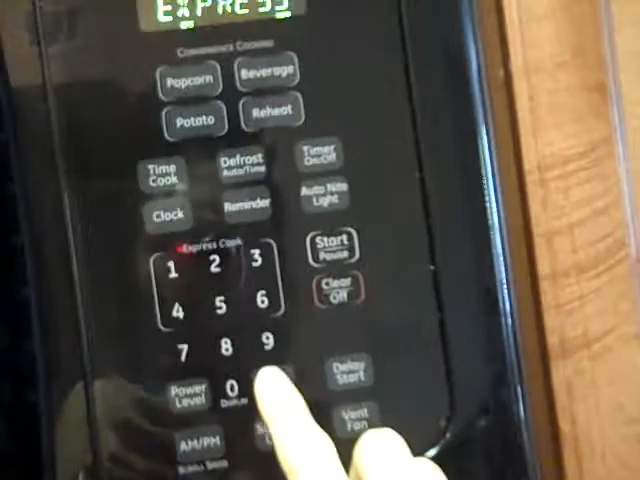 EXPRESS
Convenience Cooking
Popcorn Beverage
Potato Reheat
Time Cook
Defrost Auto/Time
Timer On/Off
Clock
Reminder
Auto Nite Light
Express Cook
1 2 3
Start Pause
4 5 6
Clear Off
7 8 9
Power Level
0 Display
Delay Start
AM/PM
Vent Fan